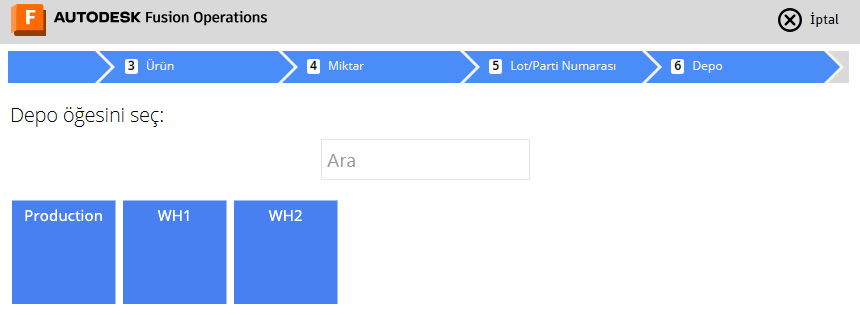 F AUTODESK Fusion Operations İptal
3 Ürün 4 Miktar 5 Lot/Parti Numarası 6 Depo
Depo öğesini seç:
Ara
Production WH1 WH2